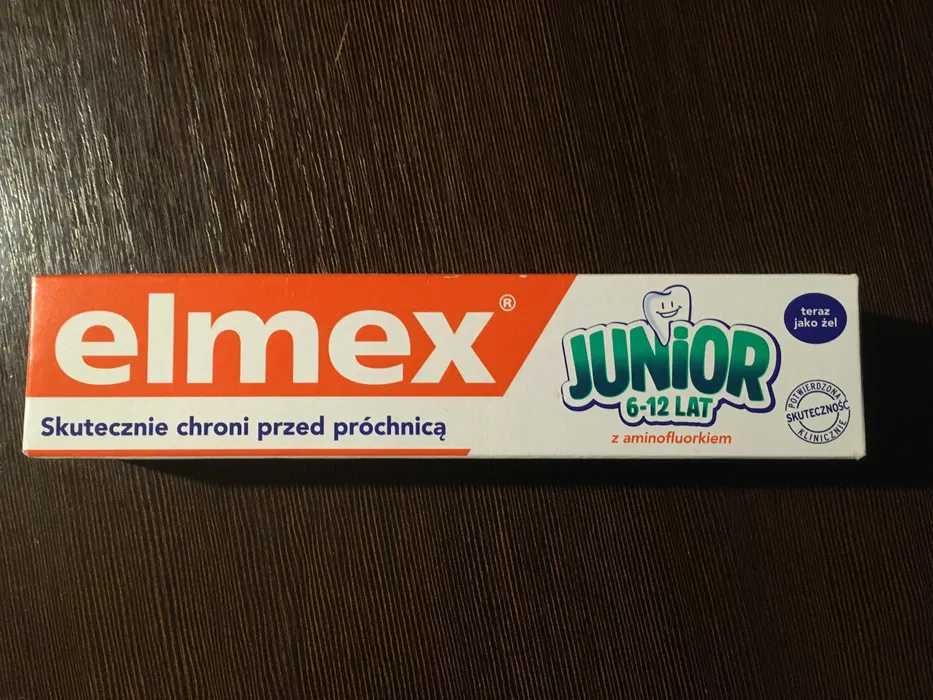 elmex®
Skutecznie chroni przed próchnicą
JUNiOR
6-12 LAT
z aminofluorkiem
teraz
jako żel
POTWIERDZONA
SKUTECZNOŚĆ
KLINICZNIE